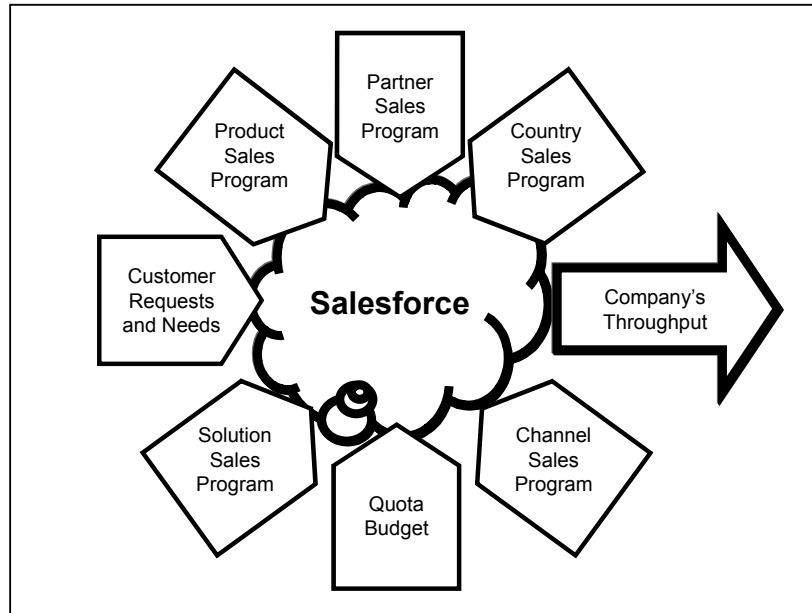 Partner
Sales
Program
Product
Sales
Program
Country
Sales
Program
Customer
Requests
and Needs
Salesforce
Company’s
Throughput
Solution
Sales
Program
Quota
Budget
Channel
Sales
Program